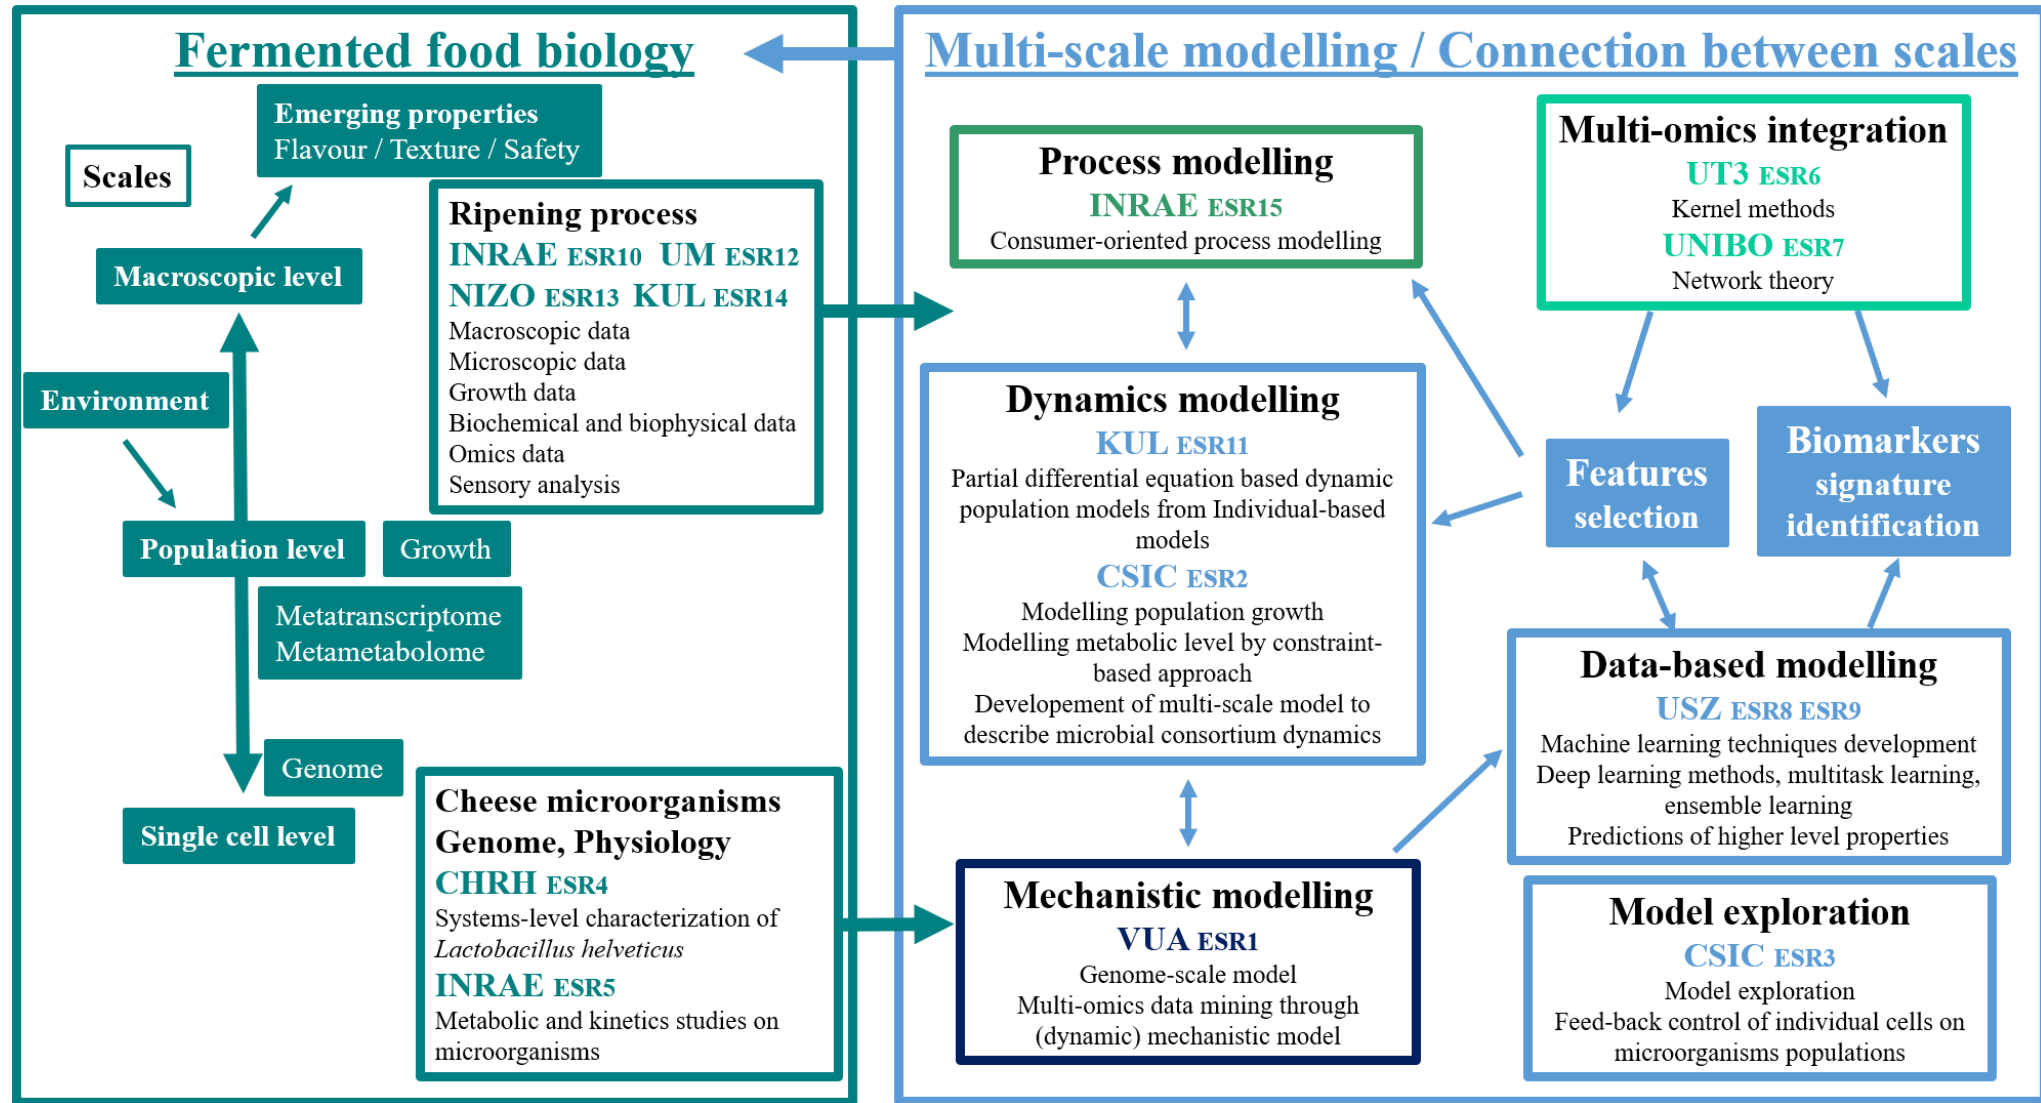 Fermented food biology
Scales
Emerging properties
Flavour / Texture / Safety
Macroscopic level
Environment
Population level
Growth
Metatranscriptome
Metametabolome
Genome
Single cell level
Ripening process
INRAE ESR10 UM ESR12
NIZO ESR13 KUL ESR14
Macroscopic data
Microscopic data
Growth data
Biochemical and biophysical data
Omics data
Sensory analysis
Cheese microorganisms
Genome, Physiology
CHRH ESR4
Systems-level characterization of
Lactobacillus helveticus
INRAE ESR5
Metabolic and kinetics studies on
microorganisms
Multi-scale modelling / Connection between scales
Process modelling
INRAE ESR15
Consumer-oriented process modelling
Dynamics modelling
KUL ESR11
Partial differential equation based dynamic
population models from Individual-based
models
CSIC ESR2
Modelling population growth
Modelling metabolic level by constraint-
based approach
Developement of multi-scale model to
describe microbial consortium dynamics
Mechanistic modelling
VUA ESR1
Genome-scale model
Multi-omics data mining through
(dynamic) mechanistic model
Multi-omics integration
UT3 ESR6
Kernel methods
UNIBO ESR7
Network theory
Features
selection
Biomarkers
signature
identification
Data-based modelling
USZ ESR8 ESR9
Machine learning techniques development
Deep learning methods, multitask learning,
ensemble learning
Predictions of higher level properties
Model exploration
CSIC ESR3
Model exploration
Feed-back control of individual cells on
microorganisms populations